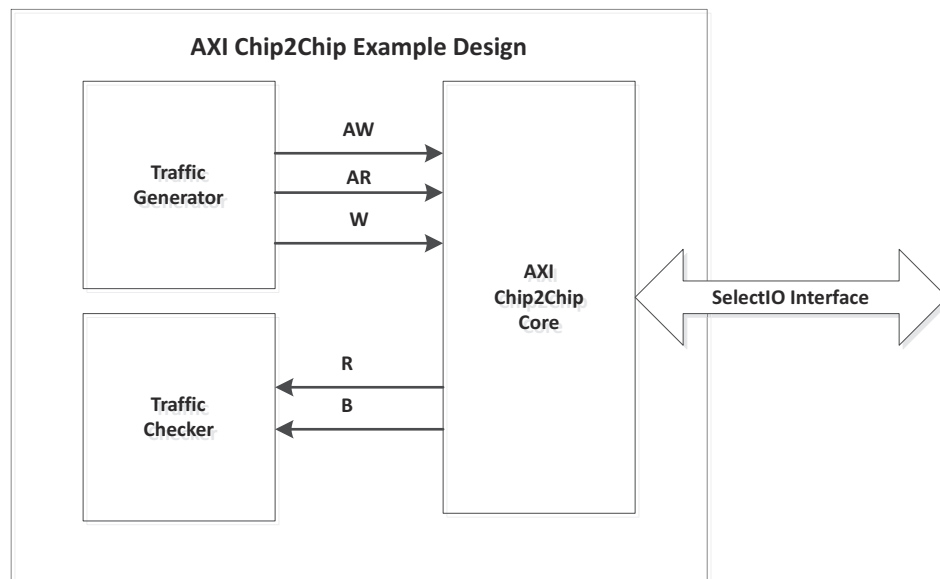 AXI Chip2Chip Example Design
Traffic
Generator
AW
AR
W
AXI
Chip2Chip
Core
SelectIO Interface
Traffic
Checker
R
B